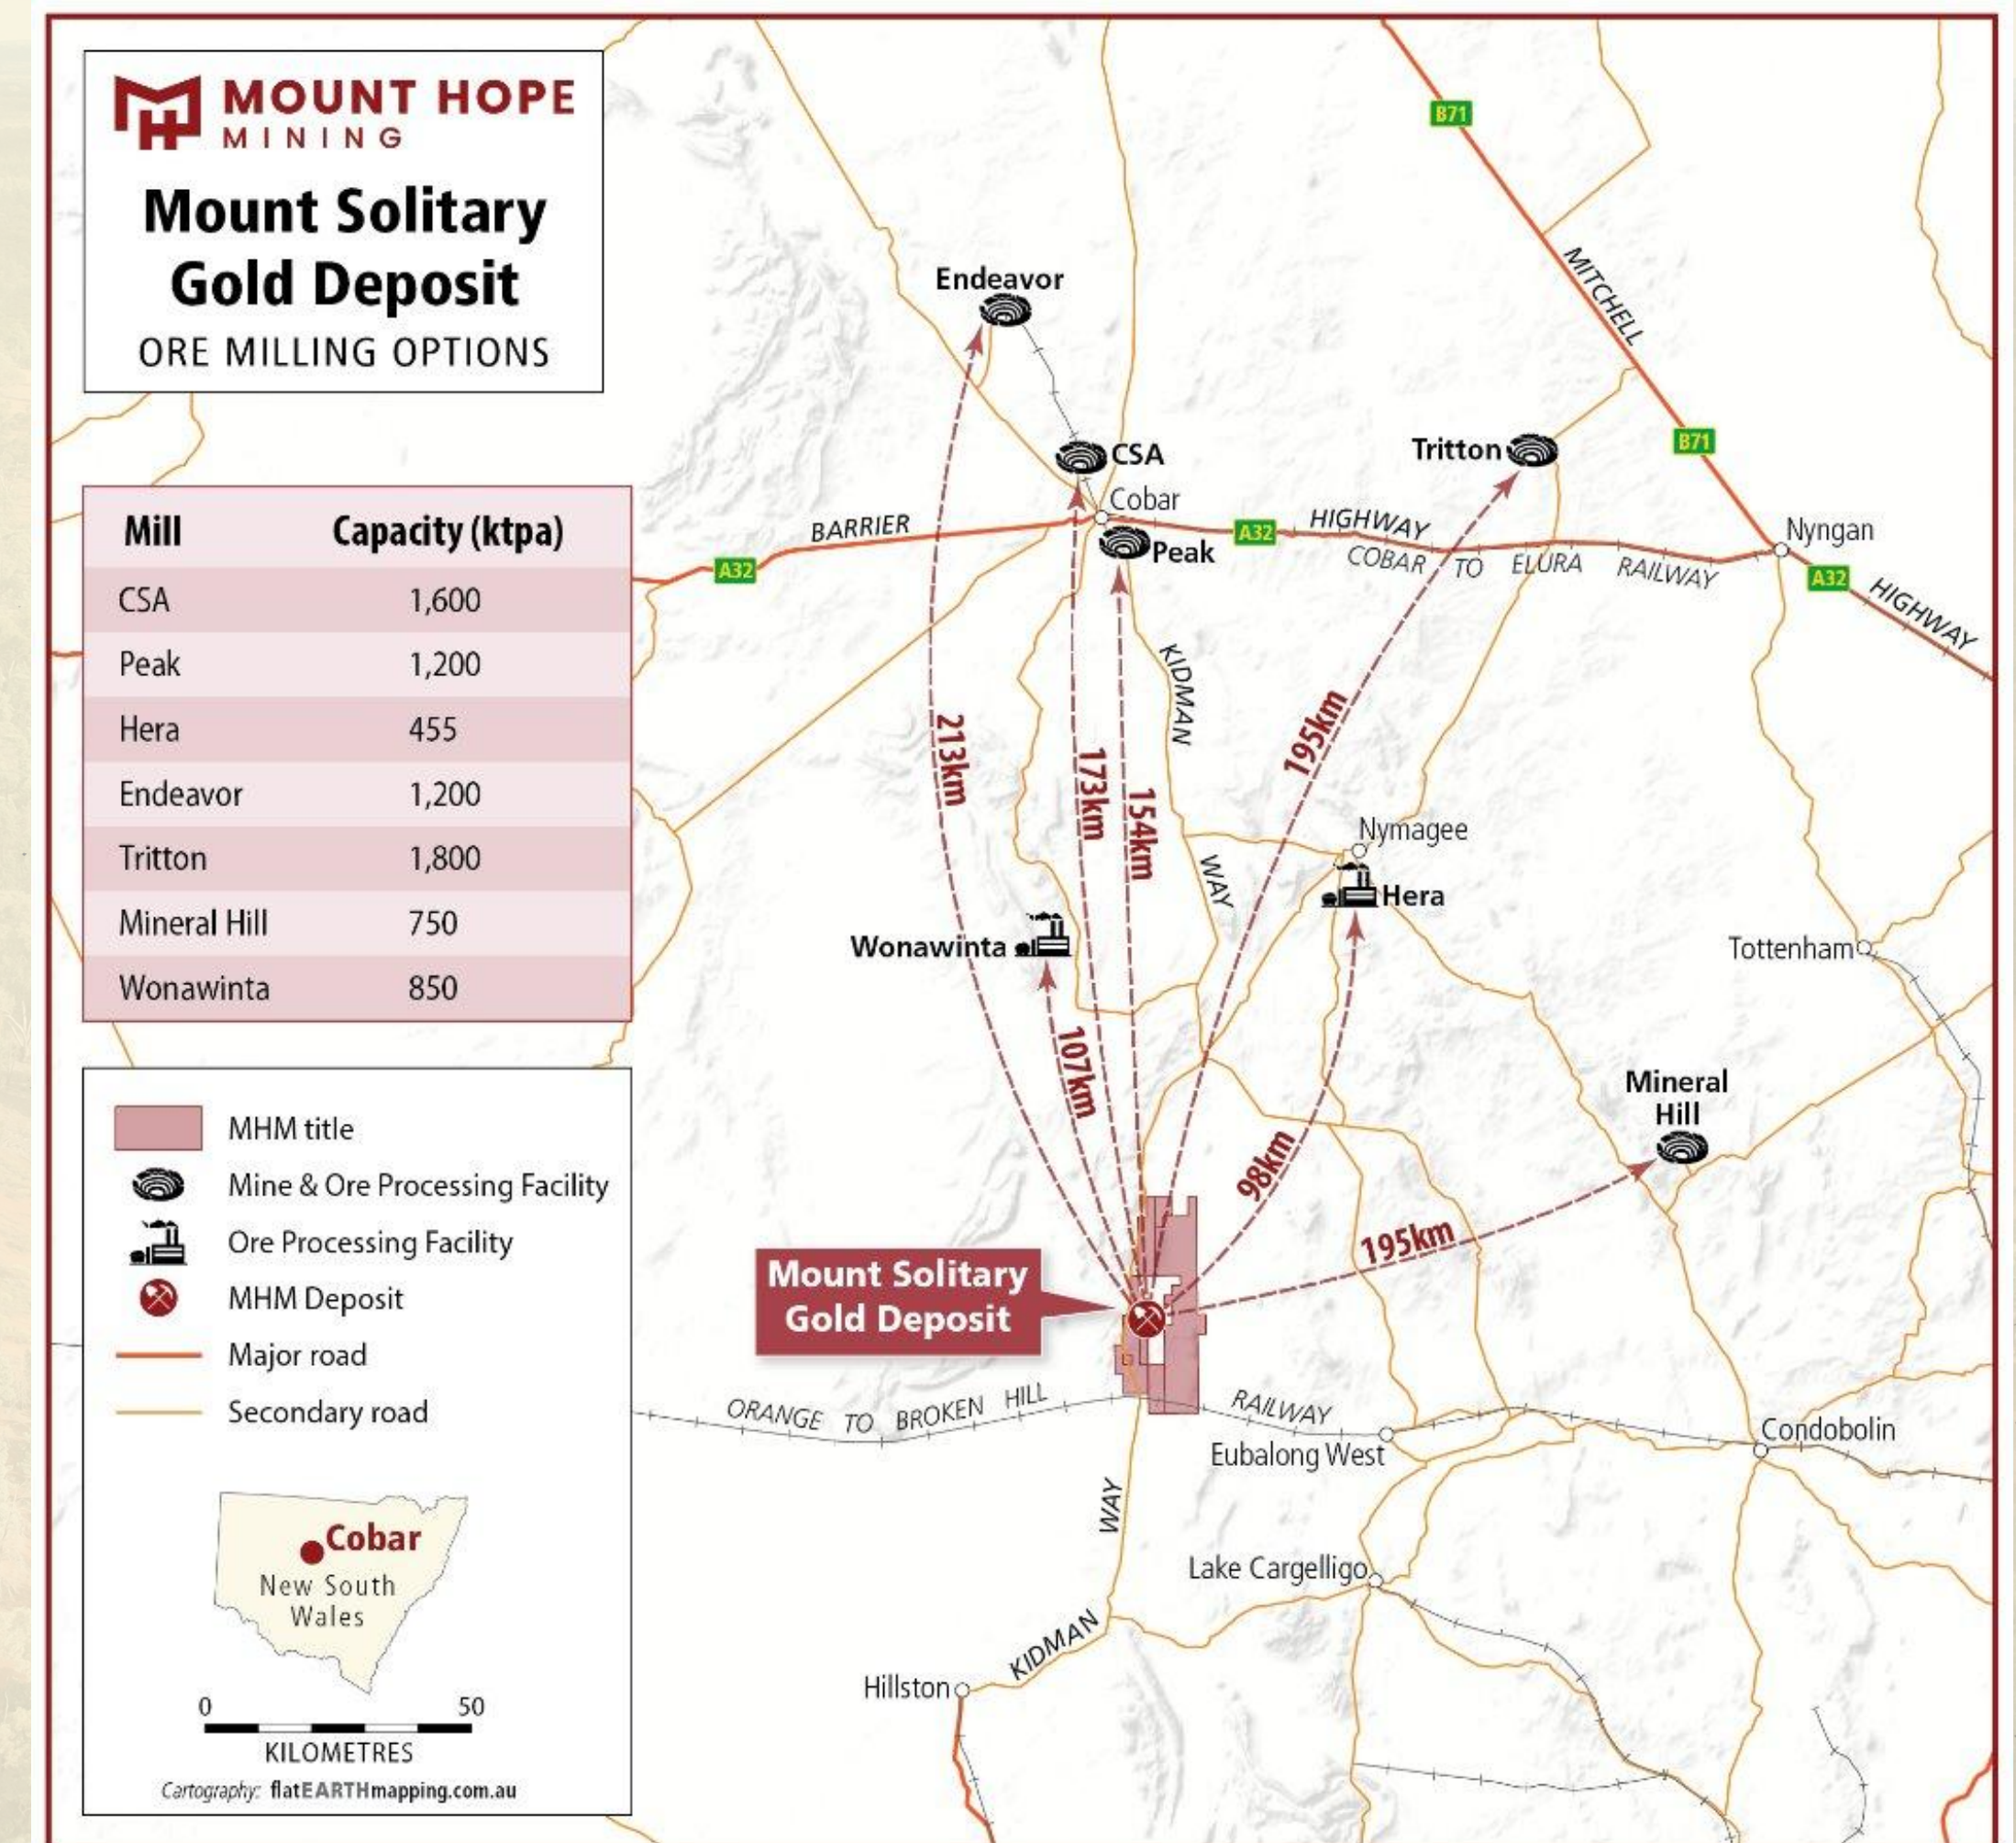 MOUNT HOPE
MINING
Mount Solitary
Gold Deposit
ORE MILLING OPTIONS
Mill Capacity (ktpa)
CSA 1,600
Peak 1,200
Hera 455
Endeavor 1,200
Tritton 1,800
Mineral Hill 750
Wonawinta 850
MHM title
Mine & Ore Processing Facility
Ore Processing Facility
MHM Deposit
Major road
Secondary road
Cobar
New South
Wales
0 50
KILOMETRES
Cartography: flatEARTHmapping.com.au
B71
MITCHELL
Endeavor
CSA
Tritton
B71
Cobar
BARRIER
A32
HIGHWAY
Nyngan
Peak
A32
COBAR TO ELURA RAILWAY
A32
HIGHWAY
KIDMAN
213km
173km
154km
195km
Nymagee
WAY
Hera
Wonawinta
Tottenham
107km
Mineral
Hill
98km
195km
Mount Solitary
Gold Deposit
ORANGE TO BROKEN HILL
RAILWAY
Eubalong West
Condobolin
WAY
Lake Cargelligo
KIDMAN
Hillston